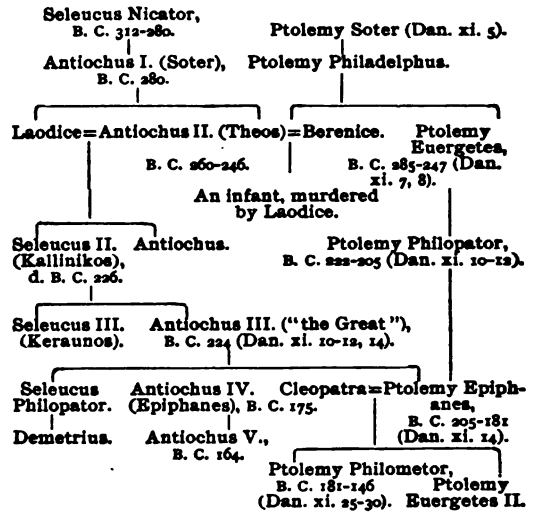 Seleucus Nicator,
B. C. 312-280.
Ptolemy Soter (Dan. xi. 5).
Antiochus I. (Soter),
B. C. 280.
Ptolemy Philadelphus.
Laodice=Antiochus II. (Theos)=Berenice.
B. C. 260-246.
Ptolemy
Euergetes,
B. C. 285-247 (Dan.
xi. 7, 8).
An infant, murdered
by Laodice.
Seleucus II.
(Kallinikos),
d. B. C. 226.
Antiochus.
Ptolemy Philopator,
B. C. 222-205 (Dan. xi. 10-12).
Seleucus III.
(Keraunos).
Antiochus III. ("the Great"),
B. C. 224 (Dan. xi. 10-12, 14).
Seleucus
Philopator.
Antiochus IV.
(Epiphanes), B. C. 175.
Cleopatra=Ptolemy Epiph-
anes,
B. C. 205-181
(Dan. xi. 14).
Demetrius.
Antiochus V.,
B. C. 164.
Ptolemy Philometor,
B. C. 181-146
(Dan. xi. 25-30).
Ptolemy
Euergetes II.